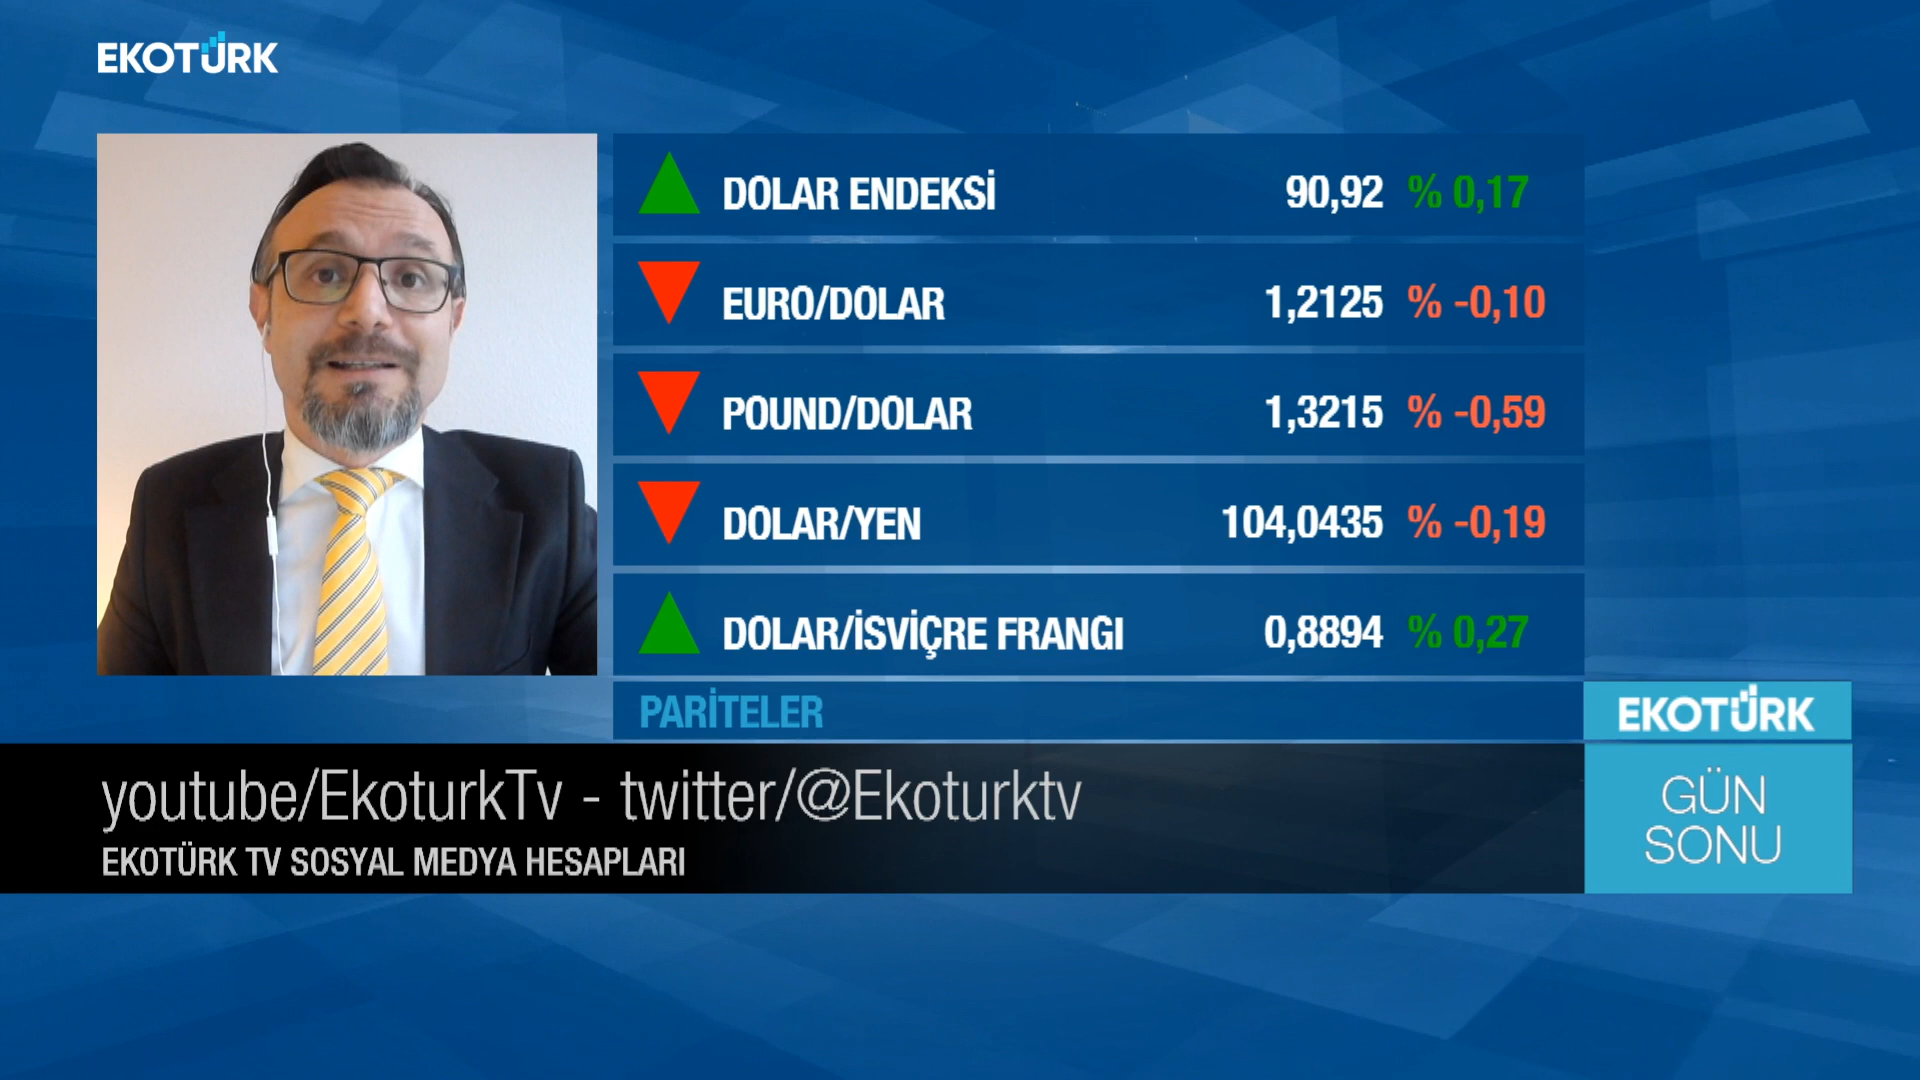 EKOTÜRK
DOLAR ENDEKSİ 90,92 % 0,17
EURO/DOLAR 1,2125 % -0,10
POUND/DOLAR 1,3215 % -0,59
DOLAR/YEN 104,0435 % -0,19
DOLAR/İSVİÇRE FRANGI 0,8894 % 0,27
PARİTELER
EKOTÜRK
youtube/EkoturkTv - twitter/@Ekoturktv
EKOTÜRK TV SOSYAL MEDYA HESAPLARI
GÜN
SONU